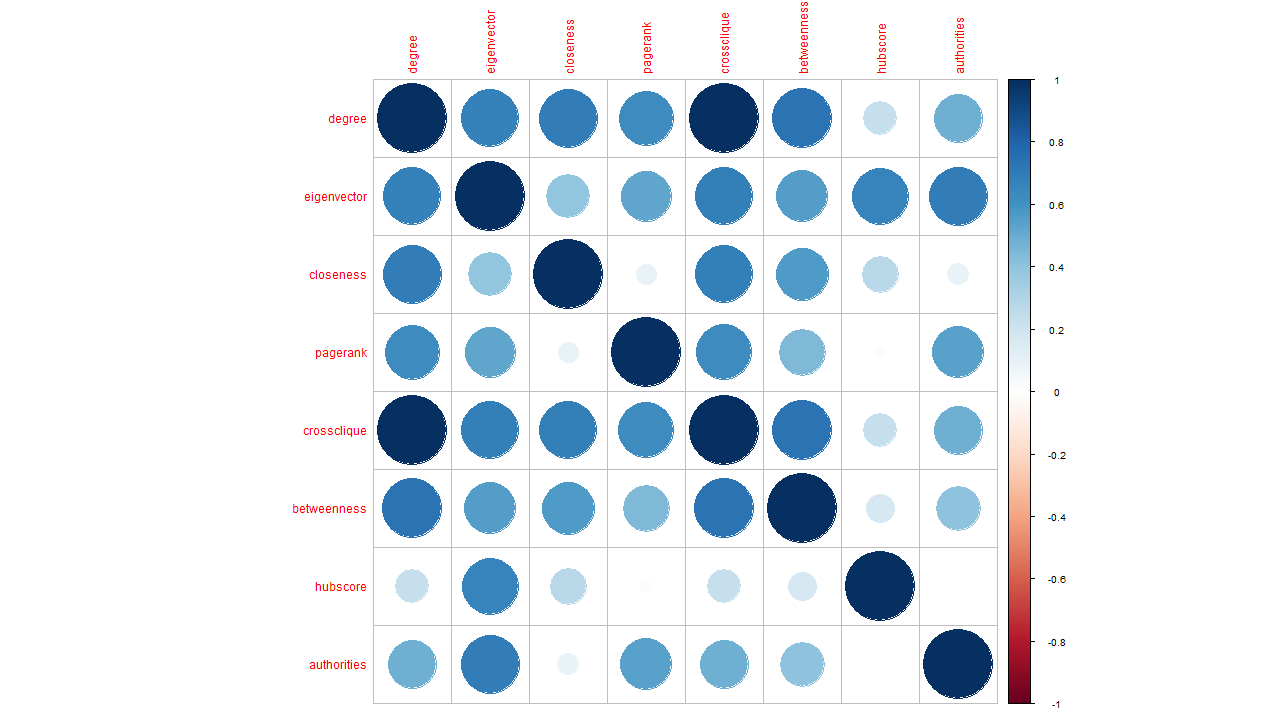 degree
eigenvector
closeness
pagerank
crossclique
betweenness
hubscore
authorities
degree
eigenvector
closeness
pagerank
crossclique
betweenness
hubscore
authorities
1
0.8
0.6
0.4
0.2
0
-0.2
-0.4
-0.6
-0.8
-1